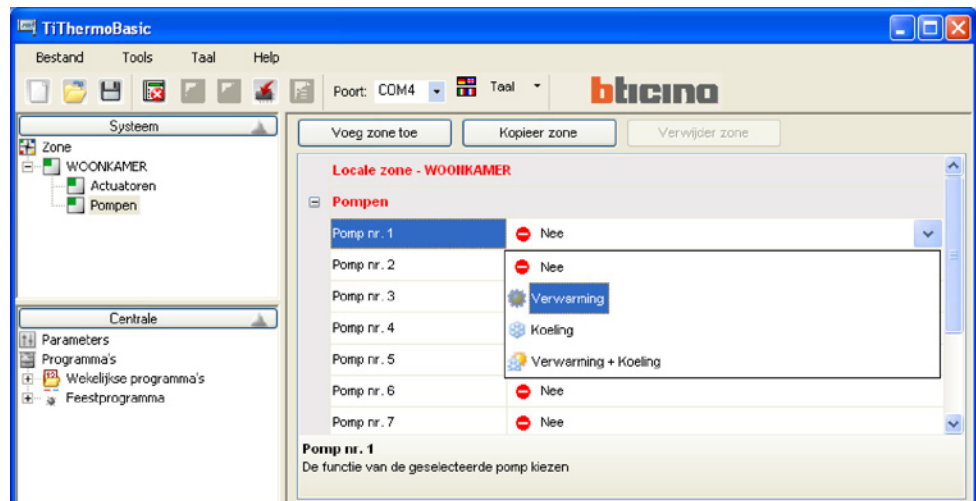 TiThermoBasic
Bestand Tools Taal Help
Poort: COM4 Taal bticino
Systeem
Zone
WOONKAMER
Actuatoren
Pompen
Centrale
Parameters
Programma's
Wekelijkse programma's
Feestprogramma
Voeg zone toe Kopieer zone Verwijder zone
Locale zone - WOONKAMER
Pompen
Pomp nr. 1 Nee
Pomp nr. 2 Nee
Pomp nr. 3 Verwarming
Pomp nr. 4 Koeling
Pomp nr. 5 Verwarming + Koeling
Pomp nr. 6 Nee
Pomp nr. 7 Nee
Pomp nr. 1
De functie van de geselecteerde pomp kiezen